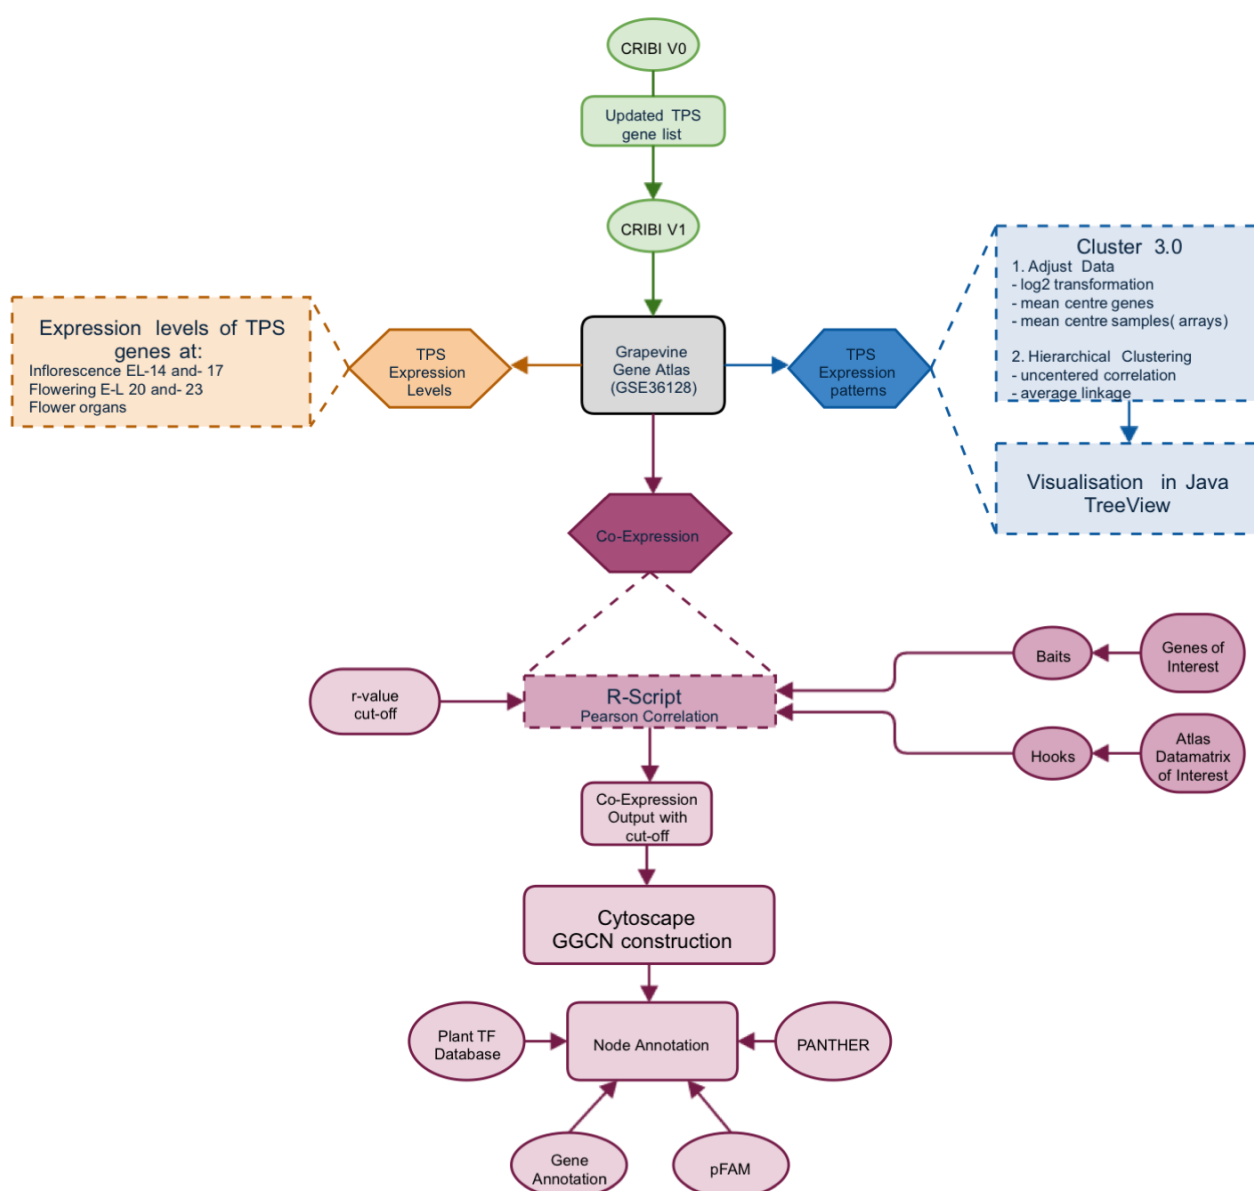 CRIBI V0
Updated TPS
gene list
CRIBI V1
Grapevine
Gene Atlas
(GSE36128)
TPS
Expression
Levels
Expression levels of TPS
genes at:
Inflorescence EL-14 and- 17
Flowering E-L 20 and- 23
Flower organs
TPS
Expression
patterns
Cluster 3.0
1. Adjust Data
- log2 transformation
- mean centre genes
- mean centre samples( arrays)
2. Hierarchical Clustering
- uncentered correlation
- average linkage
Visualisation in Java
TreeView
Co-Expression
r-value
cut-off
R-Script
Pearson Correlation
Baits
Genes of
Interest
Hooks
Atlas
Datamatrix
of Interest
Co-Expression
Output with
cut-off
Cytoscape
GGCN construction
Plant TF
Database
Node Annotation
PANTHER
Gene
Annotation
pFAM